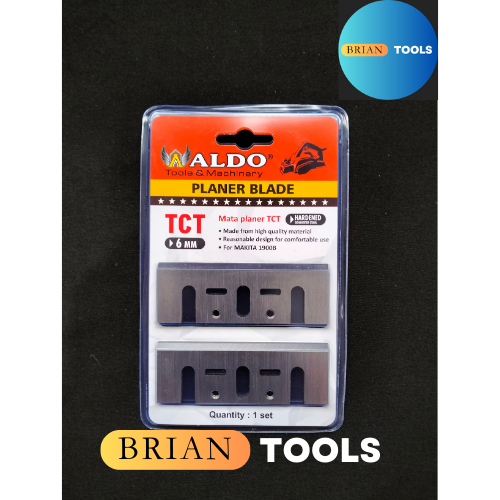 BRIAN TOOLS
WALDO®
Tools & Machinery
PLANER BLADE
TCT
6 MM
Mata planer TCT
HARDENED
• Made from high quality material
• Reasonable design for comfortable use
• For MAKITA 1900B
Quantity : 1 set
BRIAN TOOLS